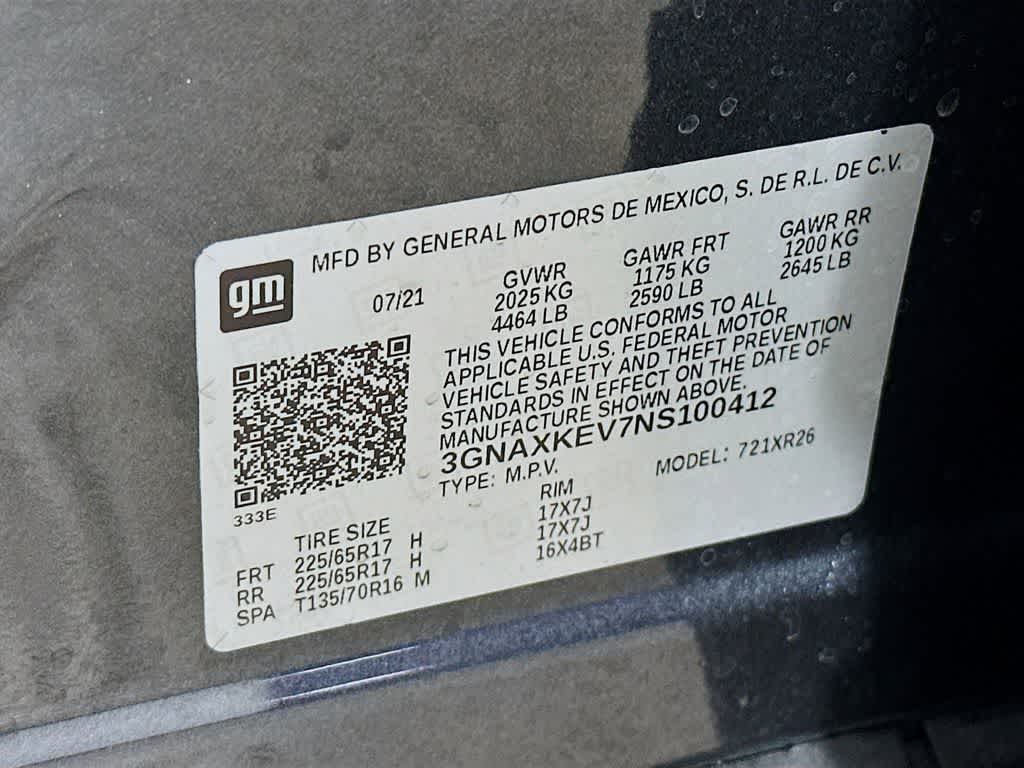 MFD BY GENERAL MOTORS DE MEXICO, S. DE R.L. DE C.V.
gm
07/21
GVWR GAWR FRT GAWR RR
2025 KG 1175 KG 1200 KG
4464 LB 2590 LB 2645 LB
THIS VEHICLE CONFORMS TO ALL
APPLICABLE U.S. FEDERAL MOTOR
VEHICLE SAFETY AND THEFT PREVENTION
STANDARDS IN EFFECT ON THE DATE OF
MANUFACTURE SHOWN ABOVE.
3GNAXKEV7NS100412
TYPE: M.P.V. MODEL: 721XR26
333E
TIRE SIZE RIM
FRT 225/65R17 H 17X7J
RR 225/65R17 H 17X7J
SPA T135/70R16 M 16X4BT